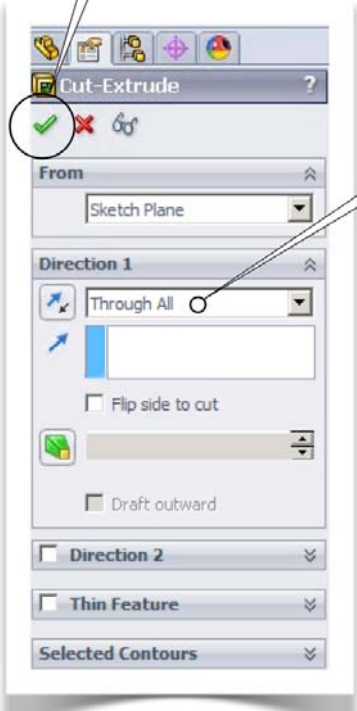 Cut-Extrude ?
From
Sketch Plane
Direction 1
Through All
Flip side to cut
Draft outward
Direction 2
Thin Feature
Selected Contours